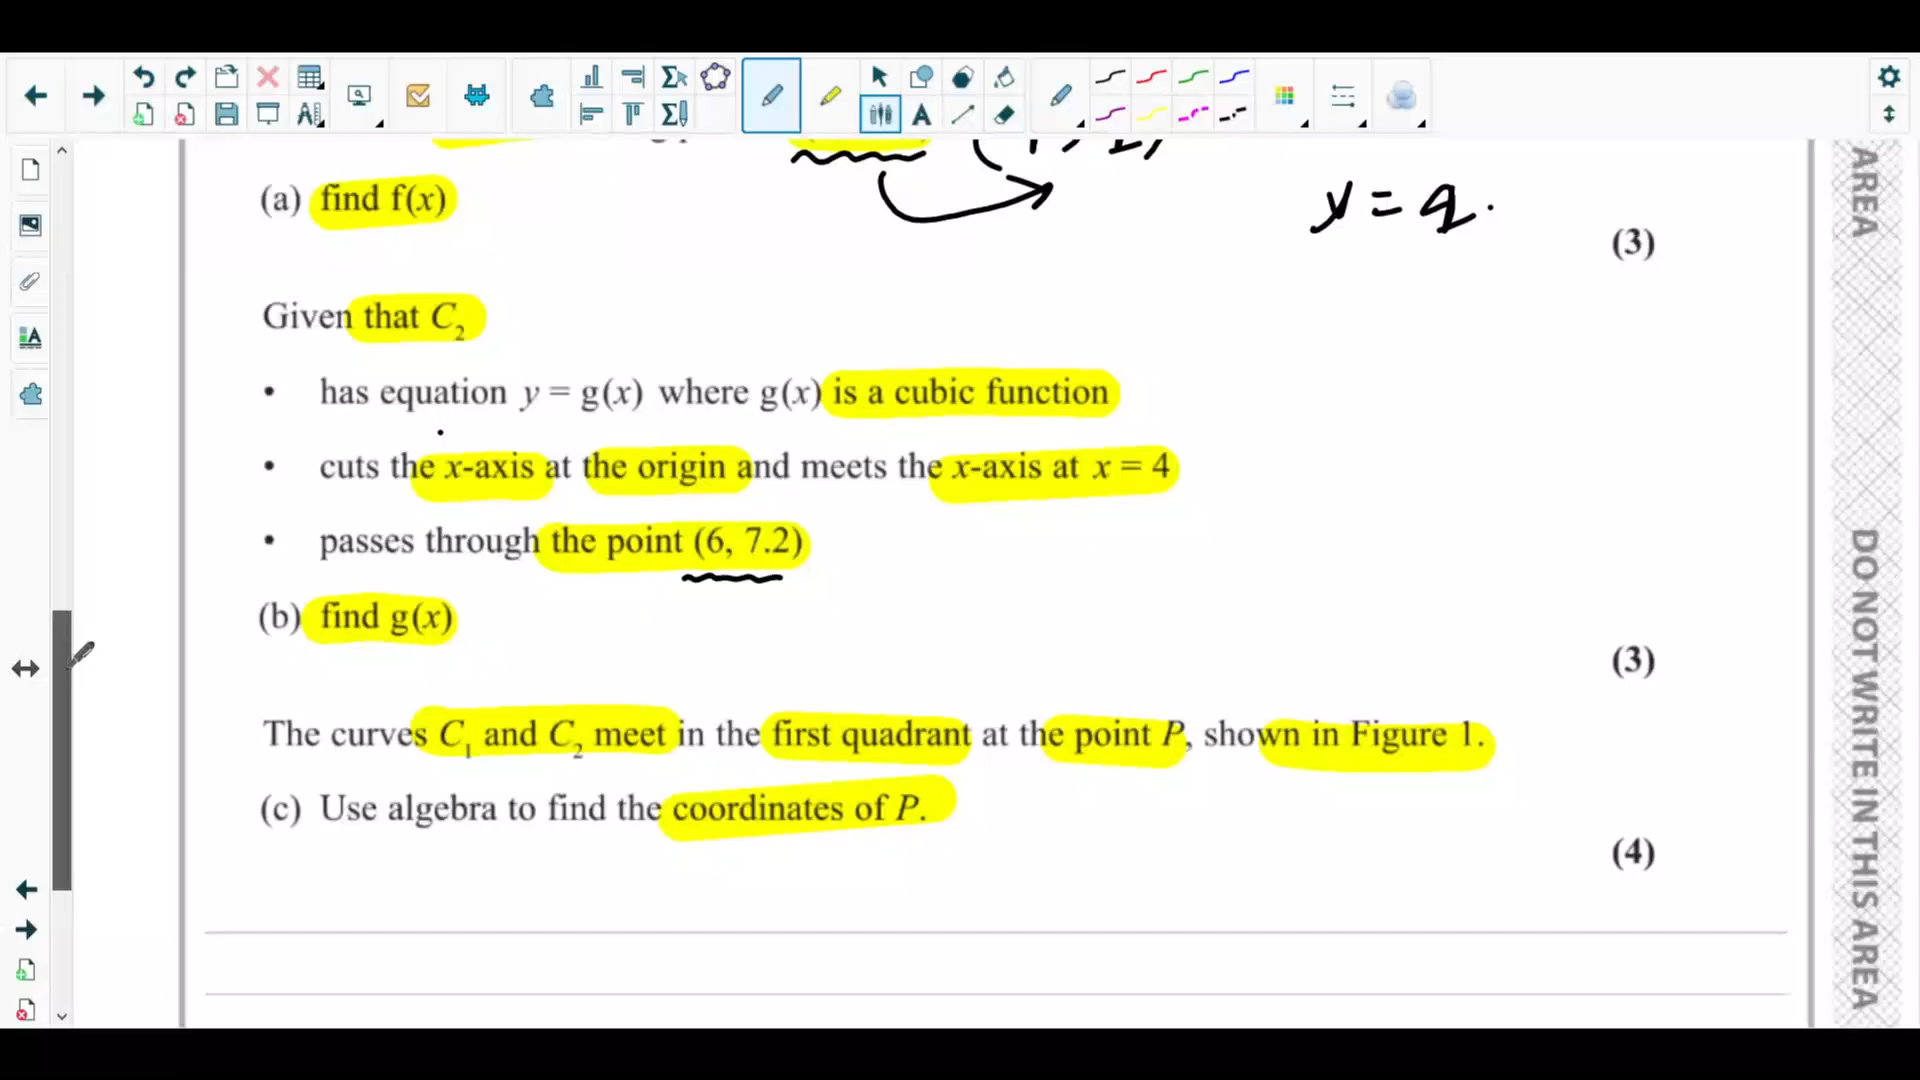 (a) find f(x)
y = q.
(3)
Given that C₂
• has equation y = g(x) where g(x) is a cubic function
• cuts the x-axis at the origin and meets the x-axis at x = 4
• passes through the point (6, 7.2)
(b) find g(x)
(3)
The curves C₁ and C₂ meet in the first quadrant at the point P, shown in Figure 1.
(c) Use algebra to find the coordinates of P.
(4)
AREA
DO NOT WRITE IN THIS AREA